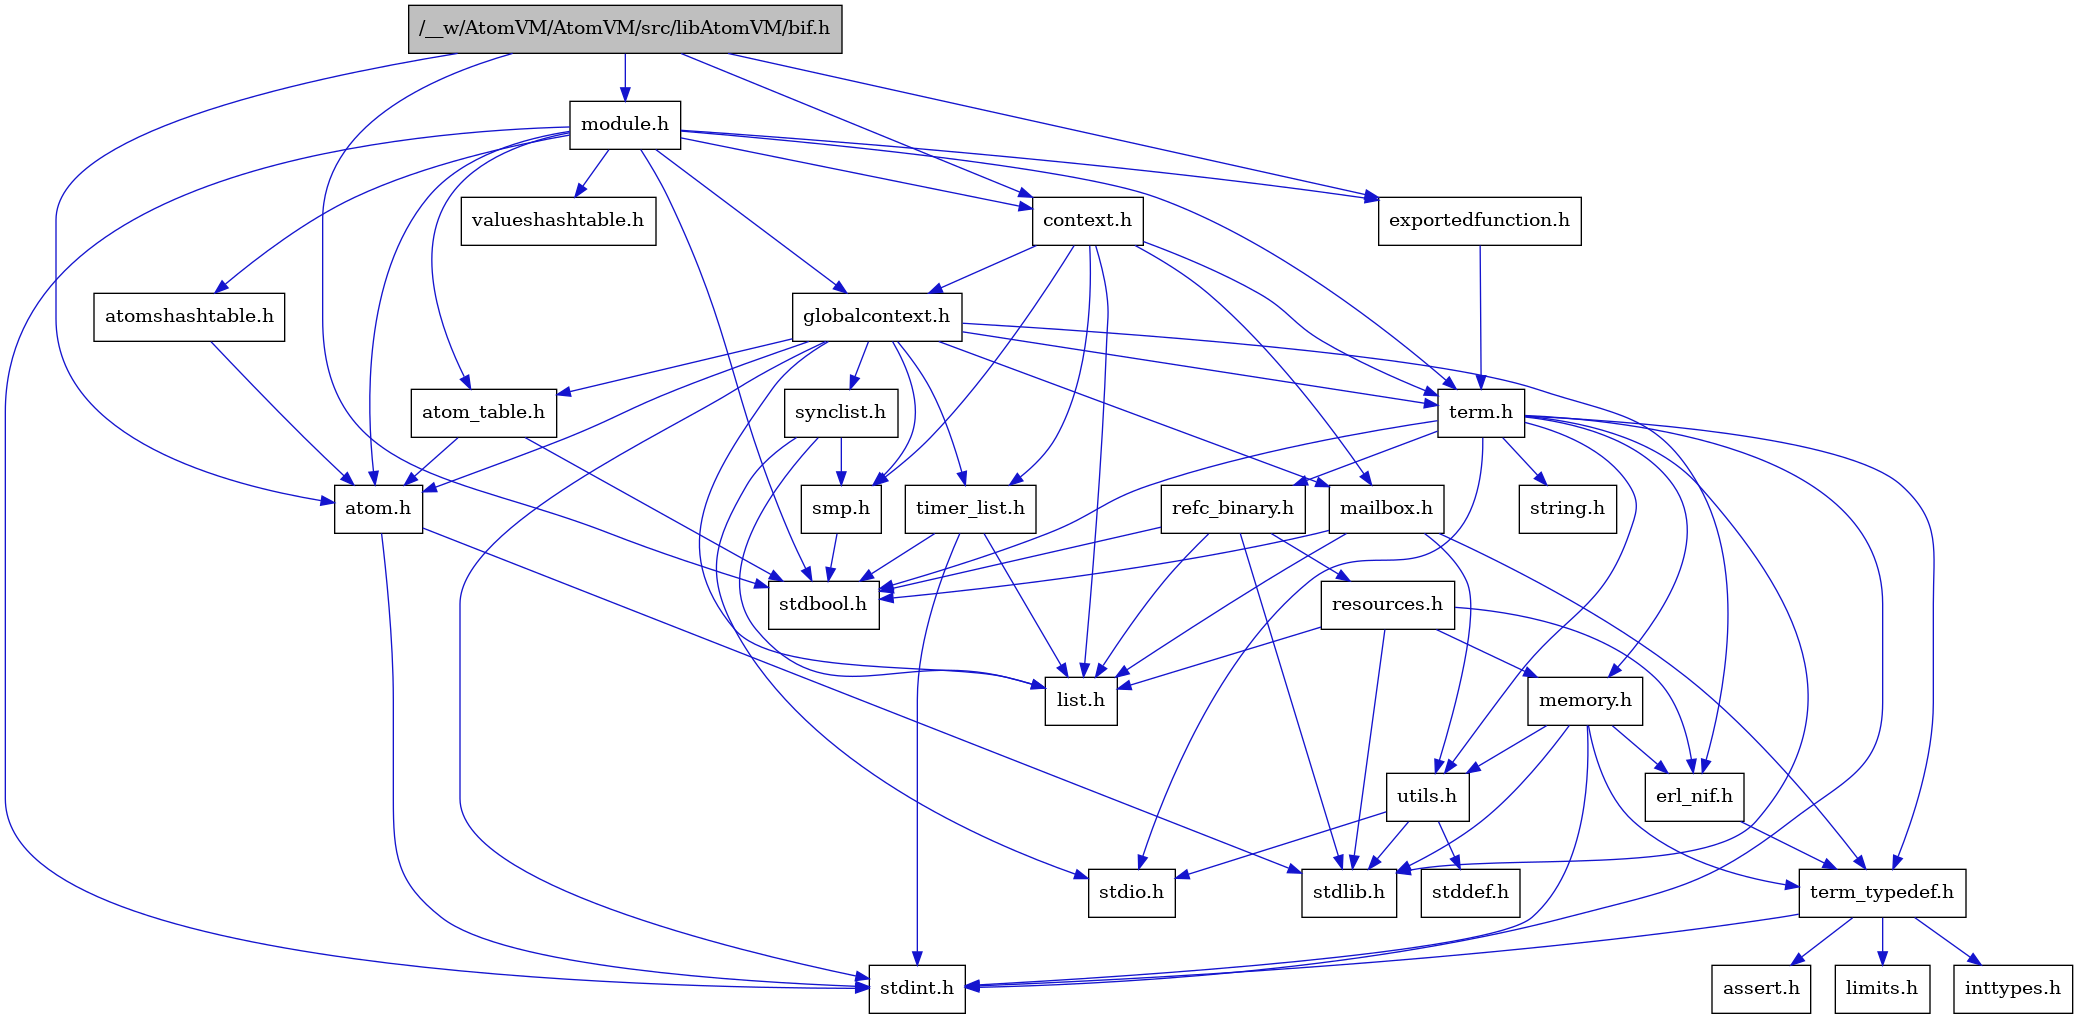 /__w/AtomVM/AtomVM/src/libAtomVM/bif.h
module.h
valueshashtable.h
context.h
exportedfunction.h
atomshashtable.h
globalcontext.h
atom_table.h
synclist.h
term.h
atom.h
smp.h
timer_list.h
refc_binary.h
mailbox.h
string.h
stdbool.h
resources.h
list.h
memory.h
utils.h
erl_nif.h
stdio.h
stdlib.h
stddef.h
term_typedef.h
stdint.h
assert.h
limits.h
inttypes.h